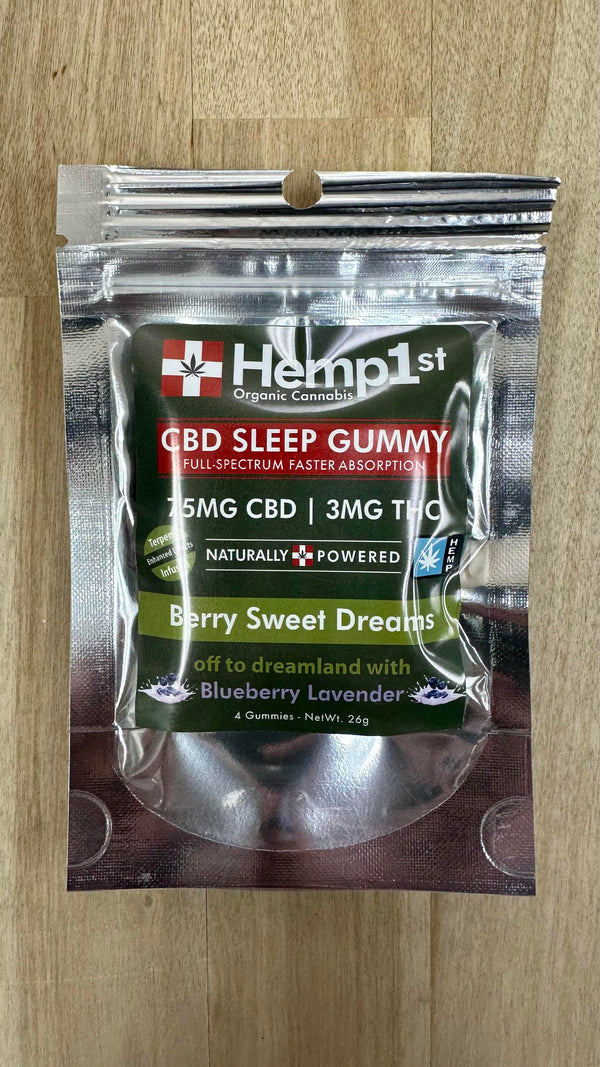 Hemp1st
Organic Cannabis
CBD SLEEP GUMMY
FULL-SPECTRUM FASTER ABSORPTION
75MG CBD | 3MG THC
Enhanced
NATURALLY POWERED
HEMP
Berry Sweet Dreams
off to dreamland with
Blueberry Lavender
4 Gummies - NetWt. 26g